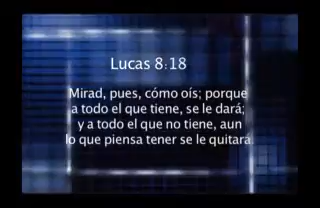 Lucas 8:18
Mirad, pues, cómo oís; porque
a todo el que tiene, se le dará;
y a todo el que no tiene, aun
lo que piensa tener se le quitara.